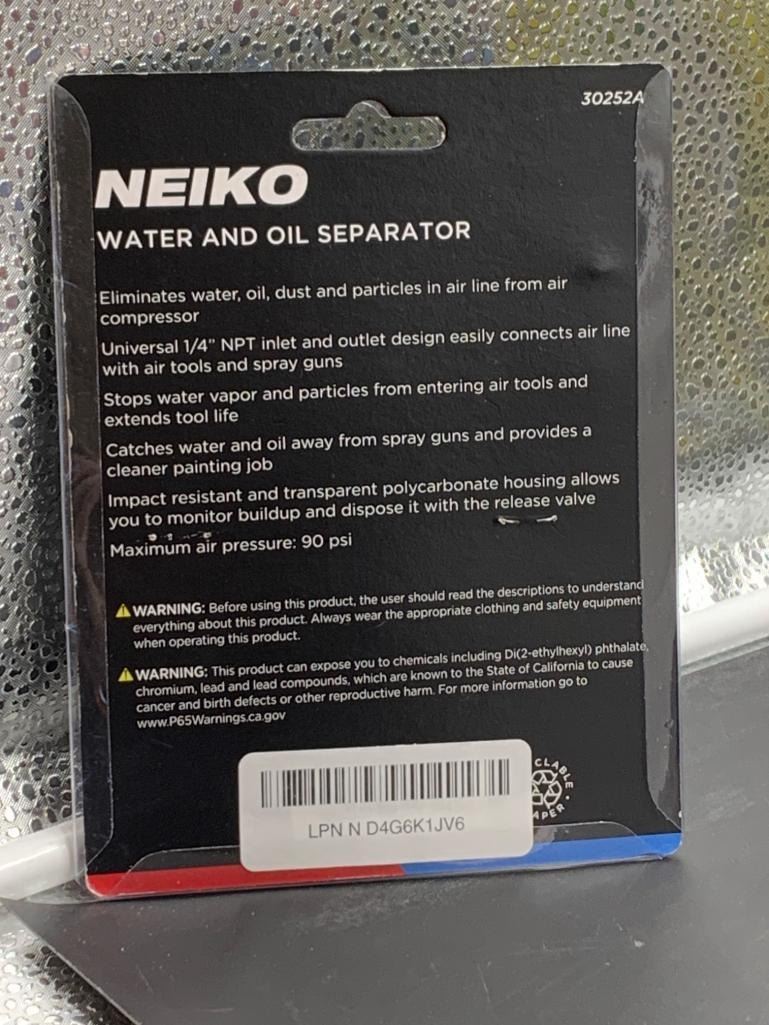 30252A
NEIKO
WATER AND OIL SEPARATOR
Eliminates water, oil, dust and particles in air line from air
compressor
Universal 1/4" NPT inlet and outlet design easily connects air line
with air tools and spray guns
Stops water vapor and particles from entering air tools and
extends tool life
Catches water and oil away from spray guns and provides a
cleaner painting job
Impact resistant and transparent polycarbonate housing allows
you to monitor buildup and dispose it with the release valve
Maximum air pressure: 90 psi
WARNING: Before using this product, the user should read the descriptions to understand
everything about this product. Always wear the appropriate clothing and safety equipment
when operating this product.
WARNING: This product can expose you to chemicals including Di(2-ethylhexyl) phthalate,
chromium, lead and lead compounds, which are known to the State of California to cause
cancer and birth defects or other reproductive harm. For more information go to
www.P65Warnings.ca.gov
CLABLE
APER
LPN N D4G6K1JV6